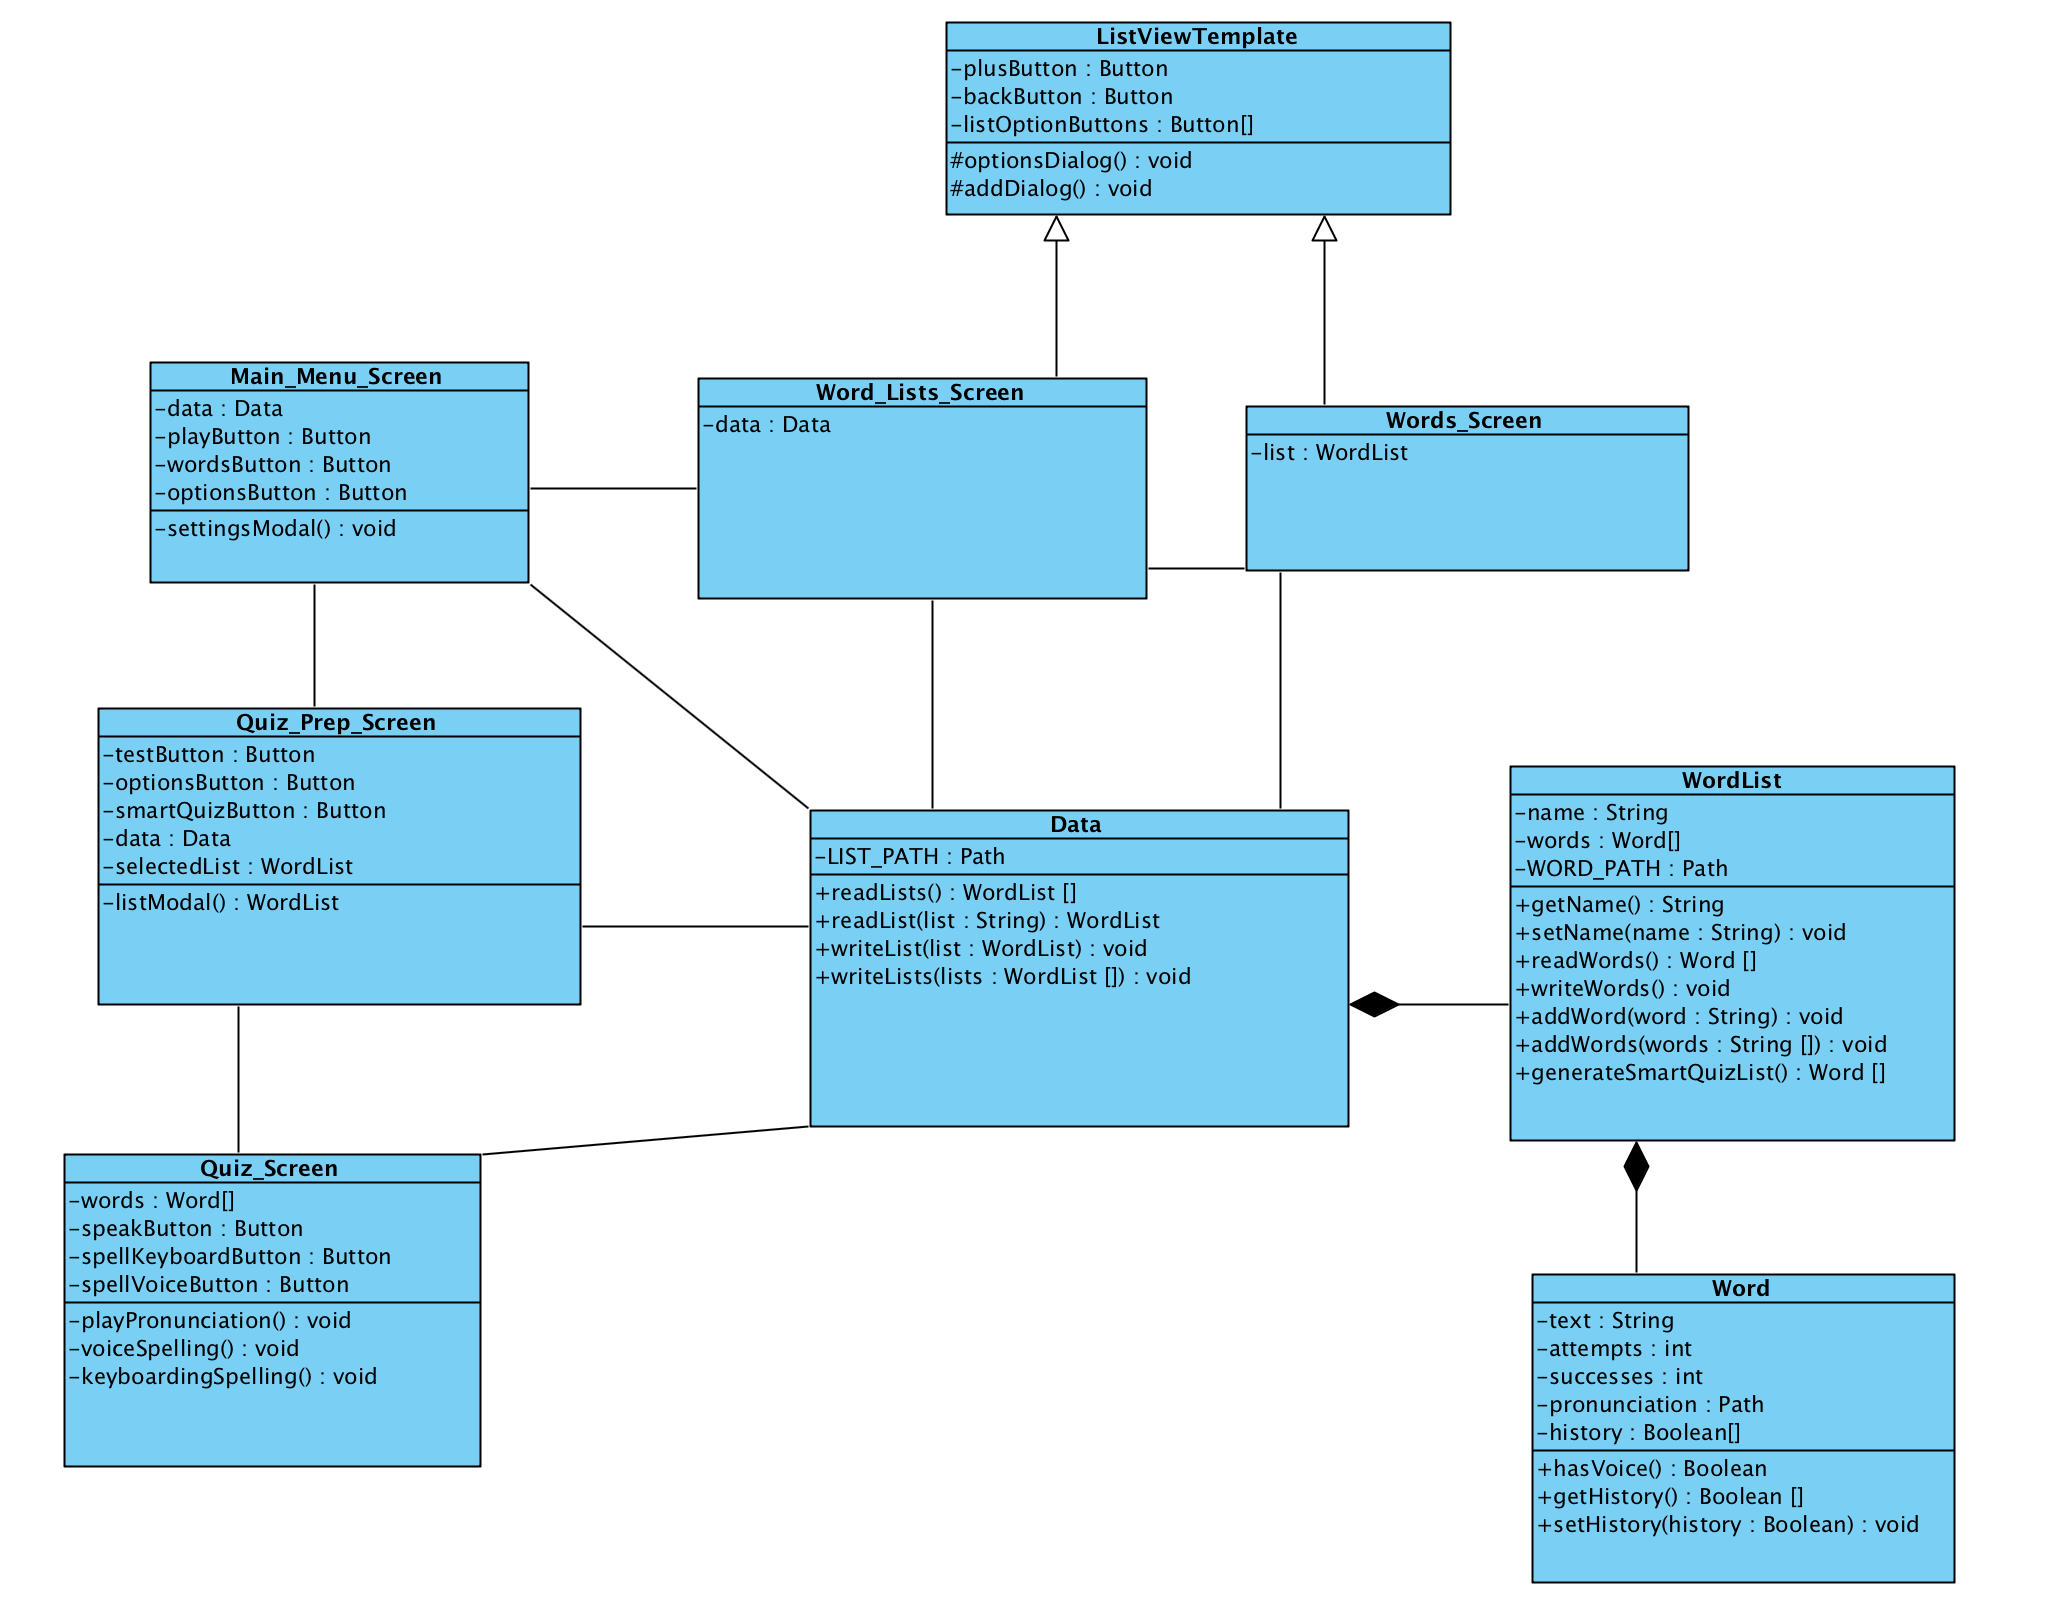 ListViewTemplate
-plusButton : Button
-backButton : Button
-listOptionButtons : Button[]
#optionsDialog() : void
#addDialog() : void
Main_Menu_Screen
-data : Data
-playButton : Button
-wordsButton : Button
-optionsButton : Button
-settingsModal() : void
Word_Lists_Screen
-data : Data
Words_Screen
-list : WordList
Quiz_Prep_Screen
-testButton : Button
-optionsButton : Button
-smartQuizButton : Button
-data : Data
-selectedList : WordList
-listModal() : WordList
Data
-LIST_PATH : Path
+readLists() : WordList []
+readList(list : String) : WordList
+writeList(list : WordList) : void
+writeLists(lists : WordList []) : void
WordList
-name : String
-words : Word[]
-WORD_PATH : Path
+getName() : String
+setName(name : String) : void
+readWords() : Word []
+writeWords() : void
+addWord(word : String) : void
+addWords(words : String []) : void
+generateSmartQuizList() : Word []
Quiz_Screen
-words : Word[]
-speakButton : Button
-spellKeyboardButton : Button
-spellVoiceButton : Button
-playPronunciation() : void
-voiceSpelling() : void
-keyboardingSpelling() : void
Word
-text : String
-attempts : int
-successes : int
-pronunciation : Path
-history : Boolean[]
+hasVoice() : Boolean
+getHistory() : Boolean []
+setHistory(history : Boolean) : void